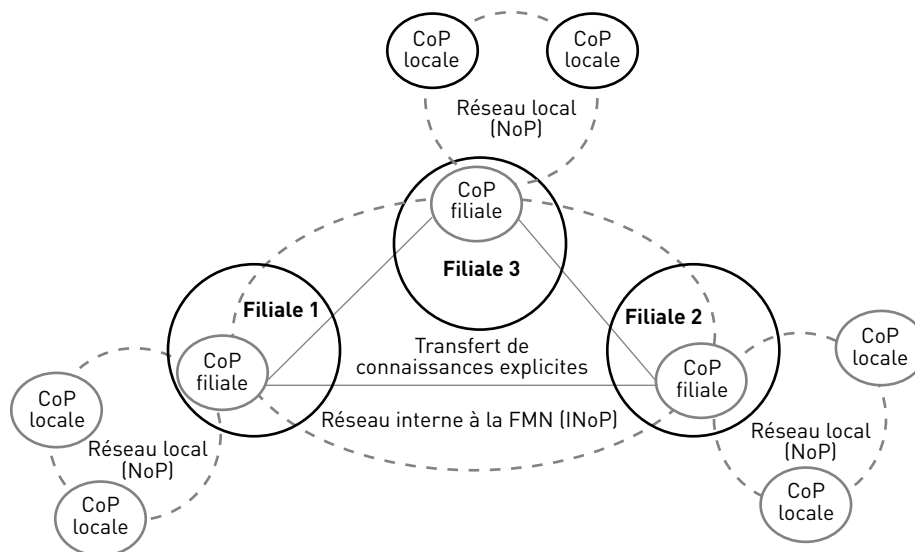 CoP
locale
CoP
locale
Réseau local
(NoP)
CoP
filiale
Filiale 3
Filiale 1
Filiale 2
Transfert de
connaissances explicites
CoP
filiale
CoP
filiale
CoP
locale
CoP
locale
Réseau interne à la FMN (INoP)
Réseau local
(NoP)
Réseau local
(NoP)
CoP
locale
CoP
locale